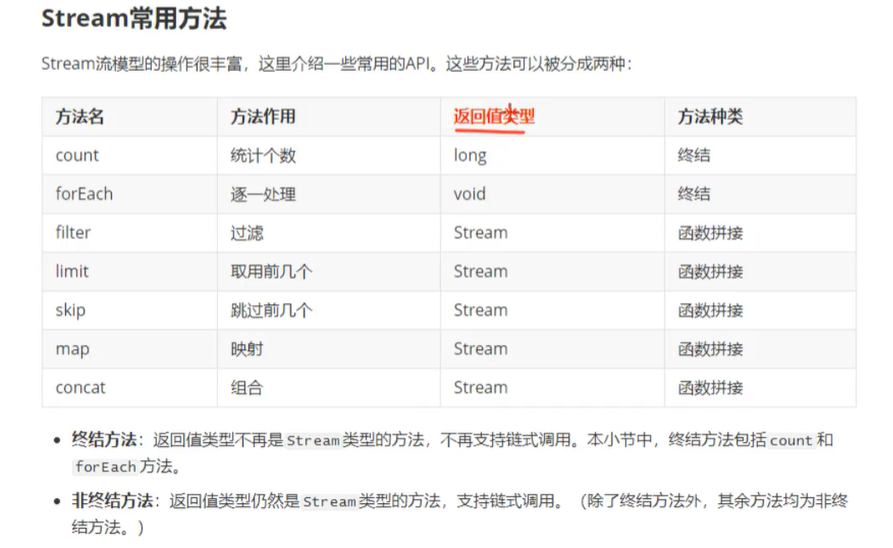 Stream常用方法
Stream流模型的操作很丰富，这里介绍一些常用的API。这些方法可以被分成两种：
方法名 方法作用 返回值类型 方法种类
count 统计个数 long 终结
forEach 逐一处理 void 终结
filter 过滤 Stream 函数拼接
limit 取用前几个 Stream 函数拼接
skip 跳过前几个 Stream 函数拼接
map 映射 Stream 函数拼接
concat 组合 Stream 函数拼接
终结方法：返回值类型不再是Stream类型的方法，不再支持链式调用。本小节中，终结方法包括count和
forEach方法。
非终结方法：返回值类型仍然是Stream类型的方法，支持链式调用。（除了终结方法外，其余方法均为非终
结方法。）